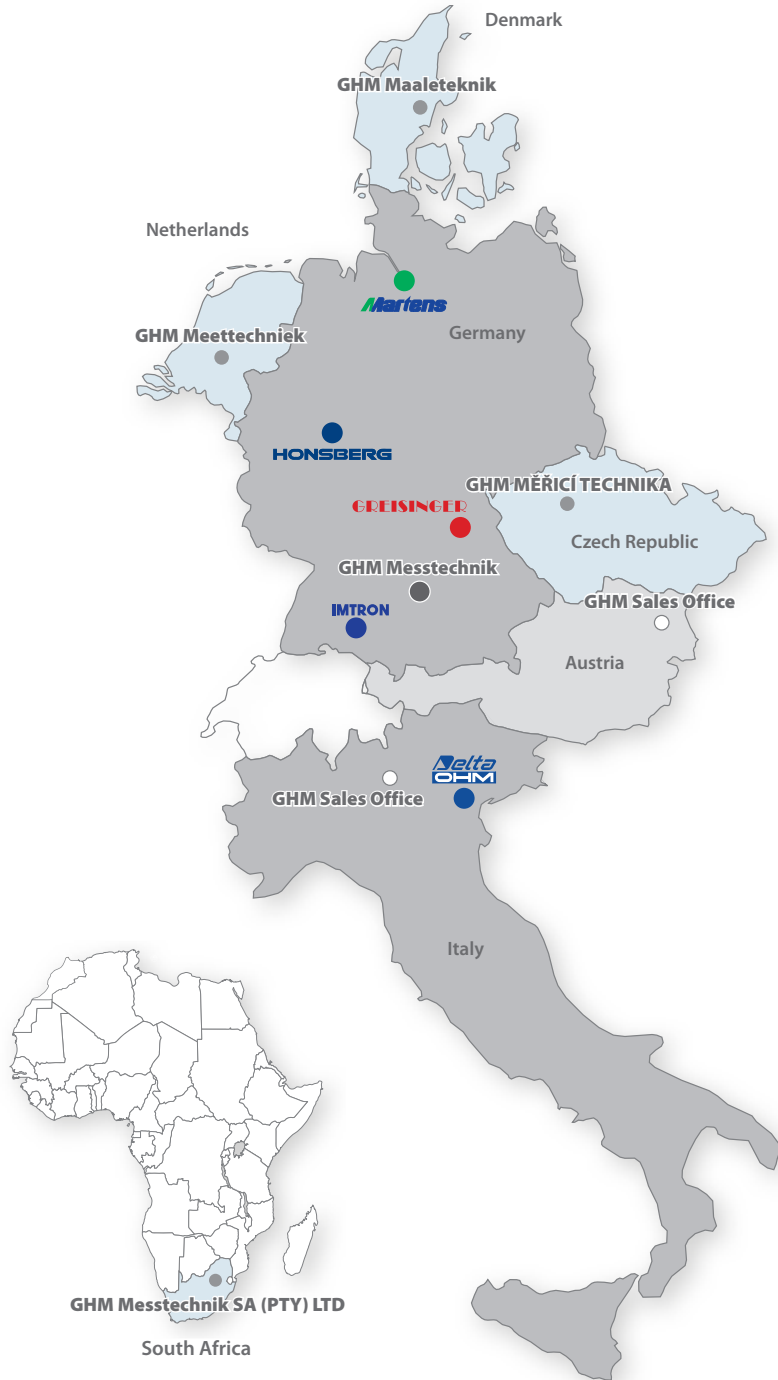 Denmark
GHM Maaleteknik
Netherlands
Martens
GHM Meettechniek
Germany
HONSBERG
GHM MĚŘICÍ TECHNIKA
GREISINGER
Czech Republic
GHM Messtechnik
GHM Sales Office
IMTRON
Austria
Delta
OHM
GHM Sales Office
Italy
GHM Messtechnik SA (PTY) LTD
South Africa